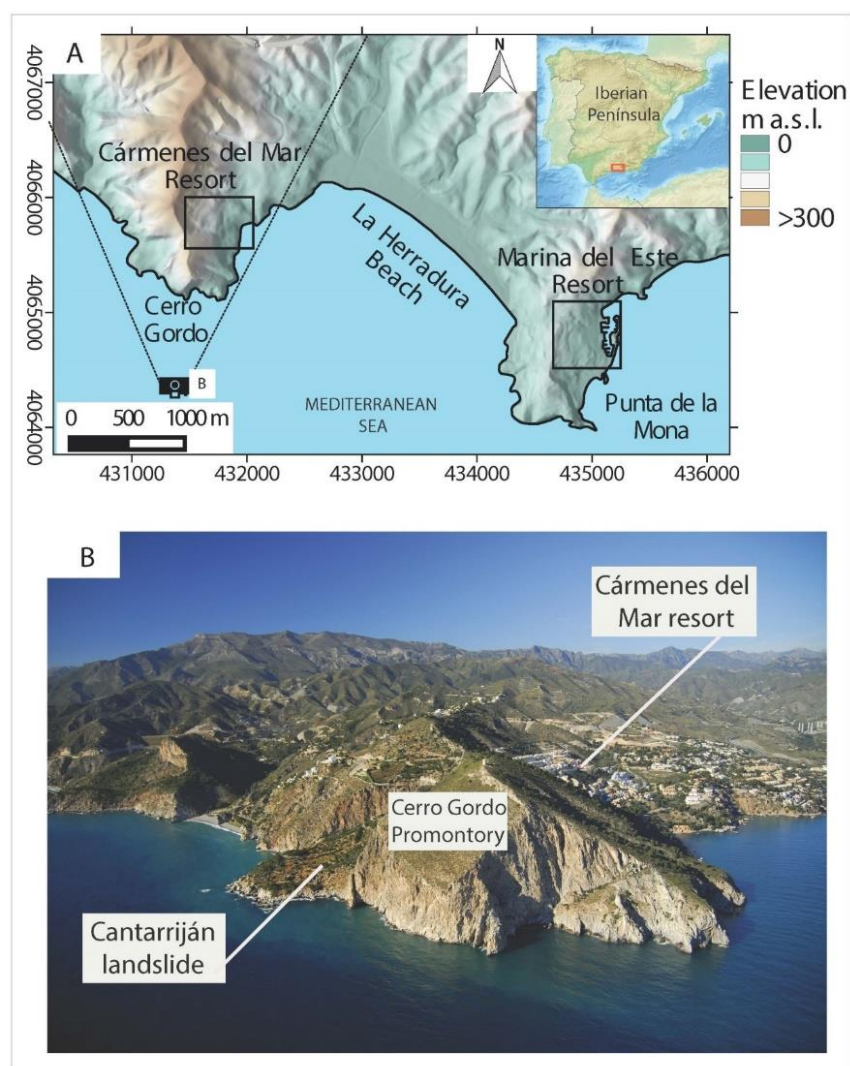 A
N
Iberian
Península
Elevation
m a.s.l.
0
>300
4067000
4066000
4065000
4064000
Cármenes del Mar
Resort
La Herradura
Beach
Marina del Este
Resort
Cerro
Gordo
B
0 500 1000 m
MEDITERRANEAN
SEA
Punta de la
Mona
431000 432000 433000 434000 435000 436000
B
Cármenes del
Mar resort
Cerro Gordo
Promontory
Cantarriján
landslide